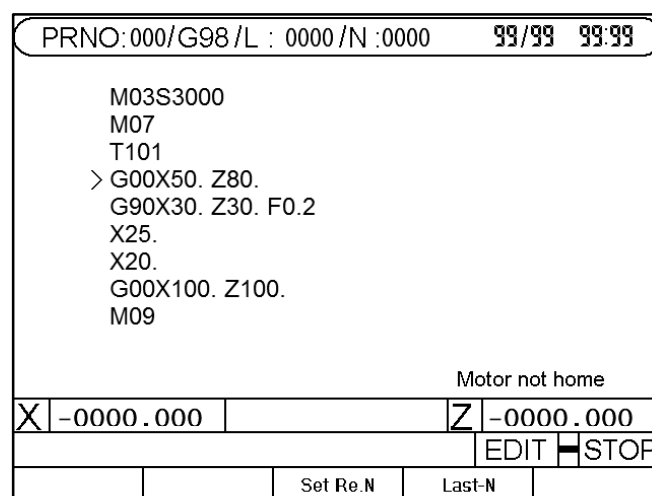 PRNO:000/G98/L : 0000/N :0000 99/99 99:99
M03S3000
M07
T101
> G00X50. Z80.
G90X30. Z30. F0.2
X25.
X20.
G00X100. Z100.
M09
Motor not home
X -0000.000 Z -0000.000
EDIT STOP
Set Re.N Last-N